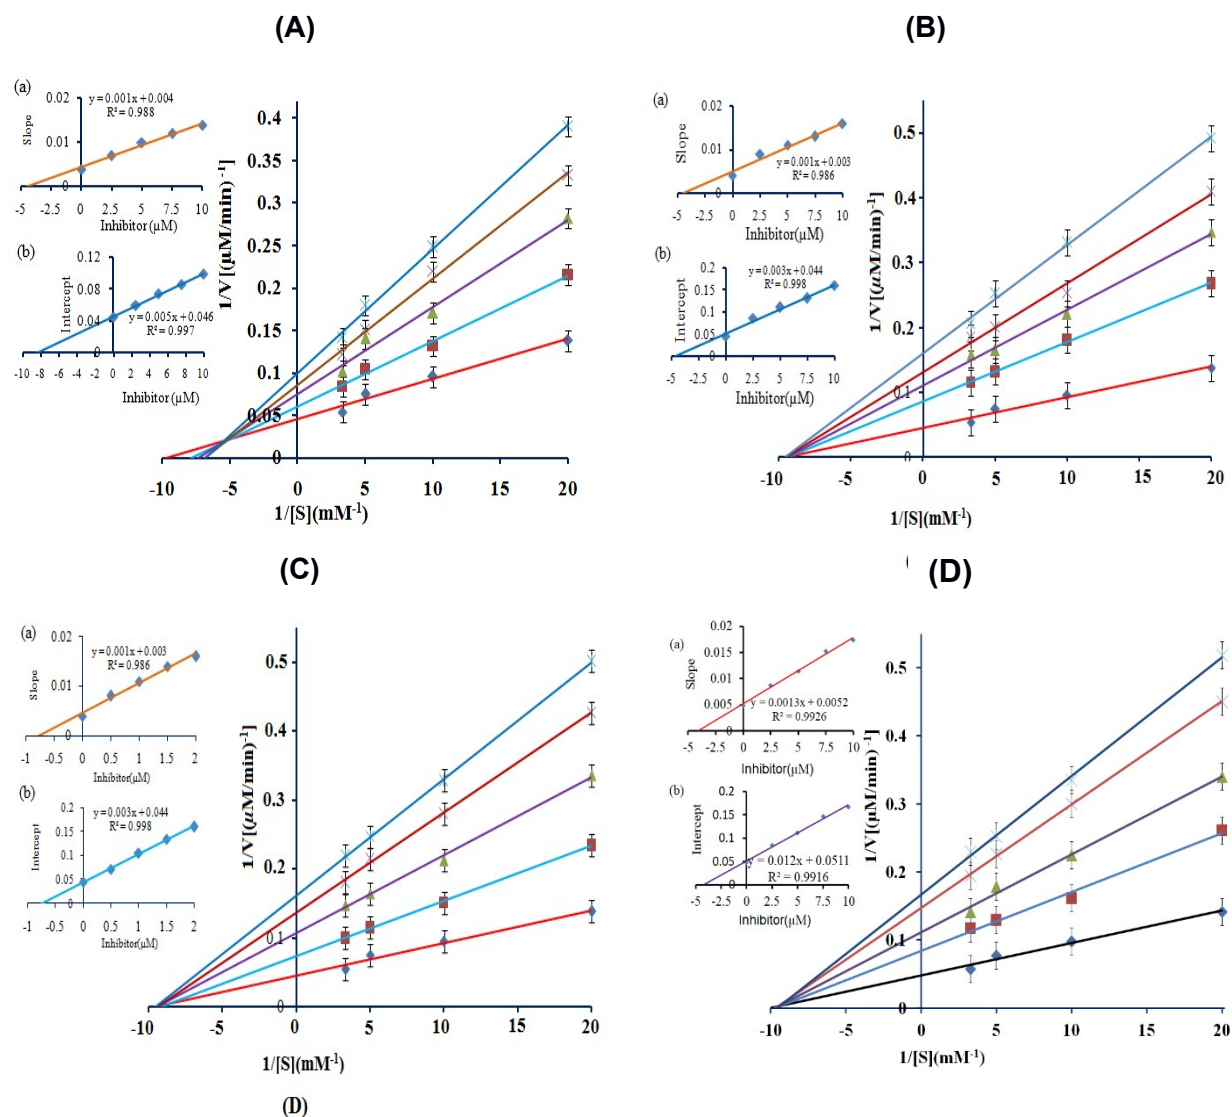 (A)
(a)
0.02
0.01
0
Slope
y = 0.001x + 0.004
R² = 0.988
-5 -2.5 0 2.5 5 7.5 10
Inhibitor (µM)
(b)
0.12
0.08
0.04
0
Intercept
y = 0.005x + 0.046
R² = 0.997
-10 -8 -6 -4 -2 0 2 4 6 8 10
Inhibitor (µM)
1/V [(µM/min) -1]
0.4
0.35
0.3
0.25
0.2
0.15
0.1
0.05
0
-10 -5 0 5 10 15 20
1/[S](mM-1)
(B)
(a)
0.02
0.01
0
Slope
y = 0.001x + 0.003
R² = 0.986
-5 -2.5 0 2.5 5 7.5 10
Inhibitor(µM)
(b)
0.2
0.15
0.1
0.05
0
Intercept
y = 0.003x + 0.044
R² = 0.998
-5 -2.5 0 2.5 5 7.5 10
Inhibitor(µM)
1/V[(µM/min)-1]
0.5
0.4
0.3
0.2
0.1
0
-10 -5 0 5 10 15 20
1/[S](mM-1)
(C)
(a)
0.02
0.01
0
Slope
y = 0.001x + 0.003
R² = 0.986
-1 -0.5 0 0.5 1 1.5 2
Inhibitor(µM)
(b)
0.2
0.15
0.1
0.05
0
Intercept
y = 0.003x + 0.044
R² = 0.998
-1 -0.5 0 0.5 1 1.5 2
Inhibitor(µM)
1/V[(µM/min)-1]
0.5
0.4
0.3
0.2
0.1
0
-10 -5 0 5 10 15 20
1/[S](mM-1)
(D)
(D)
(a)
0.02
0.015
0.01
0.005
0
Slope
y = 0.0013x + 0.0052
R² = 0.9926
-5 -2.5 0 2.5 5 7.5 10
Inhibitor(µM)
(b)
0.2
0.15
0.1
0.05
0
Intercept
y = 0.012x + 0.0511
R² = 0.9916
-5 -2.5 0 2.5 5 7.5 10
Inhibitor(µM)
1/V[(µM/min)-1]
0.5
0.4
0.3
0.2
0.1
0
-10 -5 0 5 10 15 20
1/[S](mM-1)